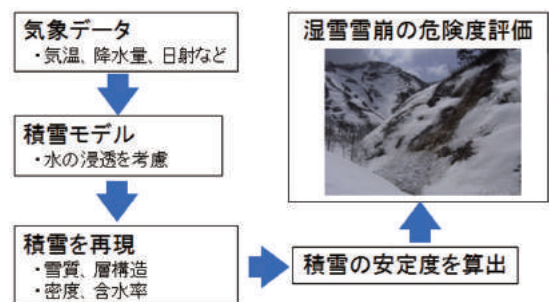 気象データ
・気温、降水量、日射など
積雪モデル
・水の浸透を考慮
積雪を再現
・雪質、層構造
・密度、含水率
積雪の安定度を算出
湿雪雪崩の危険度評価